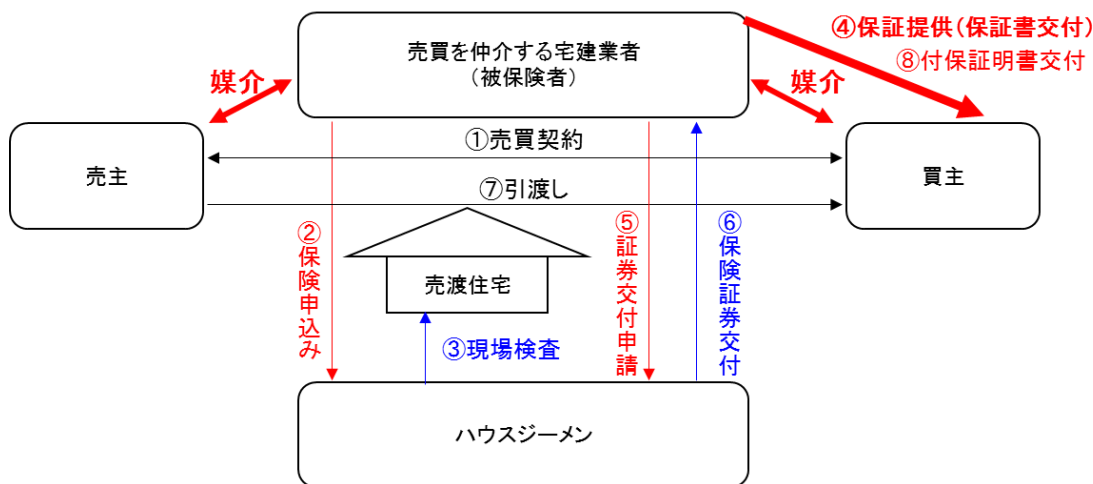 ④保証提供(保証書交付)
売買を仲介する宅建業者
(被保険者)
⑧付保証明書交付
媒介
媒介
①売買契約
売主
買主
⑦引渡し
②保険申込み
⑤証券交付申請
⑥保険証券交付
売渡住宅
③現場検査
ハウスジーメン